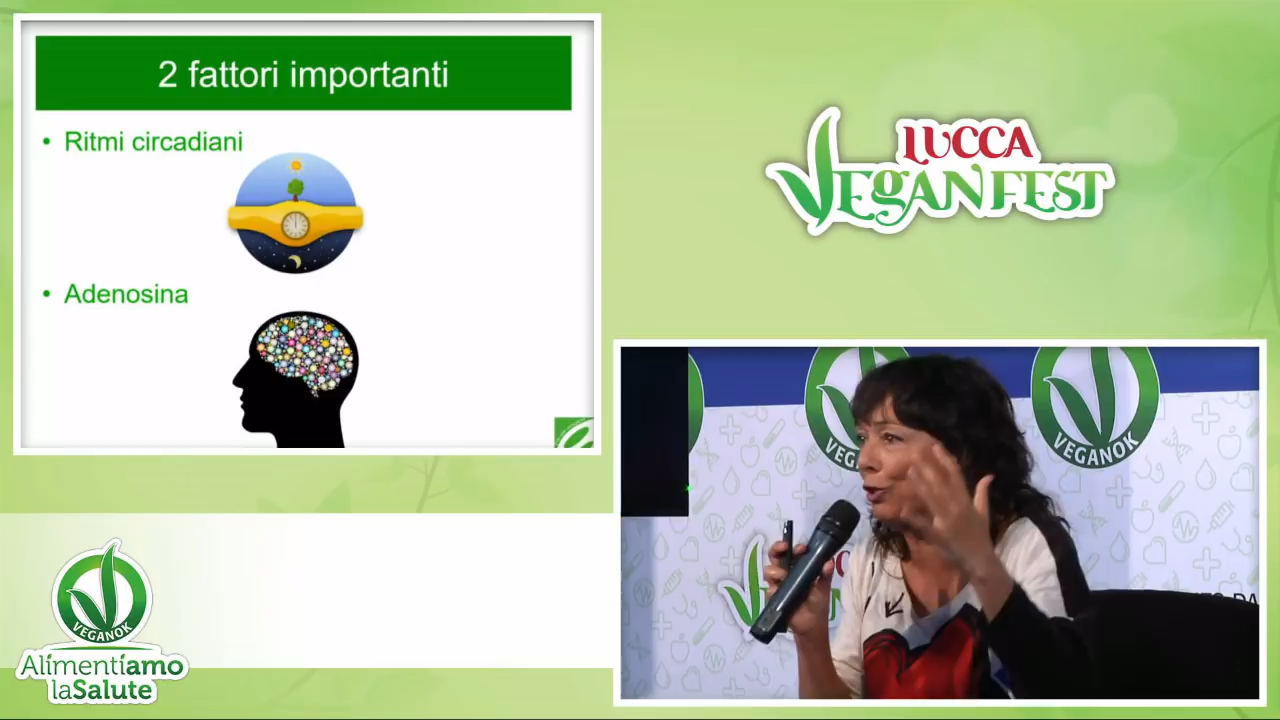 2 fattori importanti
• Ritmi circadiani
• Adenosina
LUCCA
VEGANFEST
VEGANOK
VEGANOK
VEGANOK
Alimentiamo
laSalute